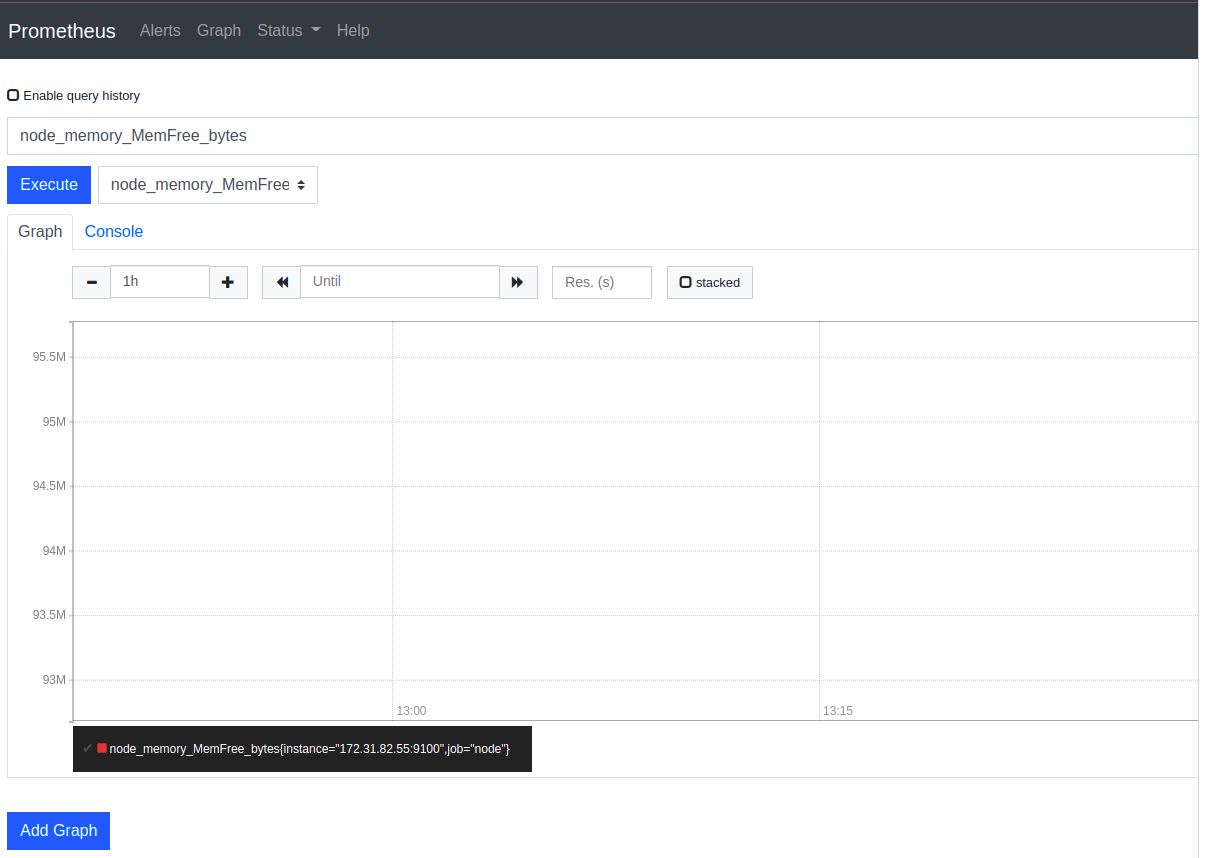 Prometheus Alerts Graph Status Help
Enable query history
node_memory_MemFree_bytes
Execute node_memory_MemFree
Graph Console
1h Until Res. (s) stacked
95.5M
95M
94.5M
94M
93.5M
93M
13:00 13:15
node_memory_MemFree_bytes{instance="172.31.82.55:9100",job="node"}
Add Graph